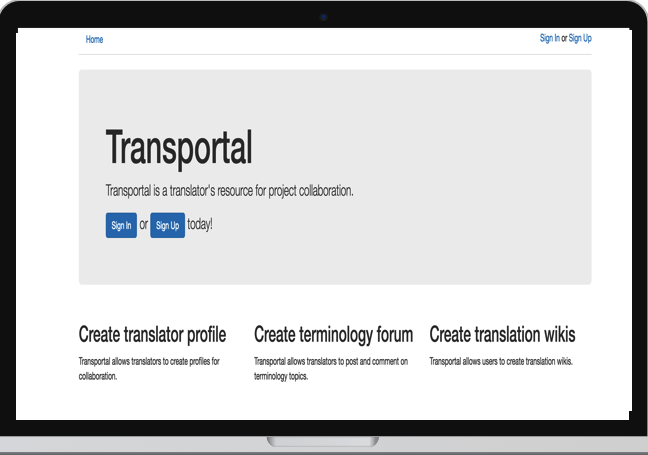 Home
Sign In or Sign Up
Transportal
Transportal is a translator's resource for project collaboration.
Sign In or Sign Up today!
Create translator profile
Transportal allows translators to create profiles for
collaboration.
Create terminology forum
Transportal allows translators to post and comment on
terminology topics.
Create translation wikis
Transportal allows users to create translation wikis.